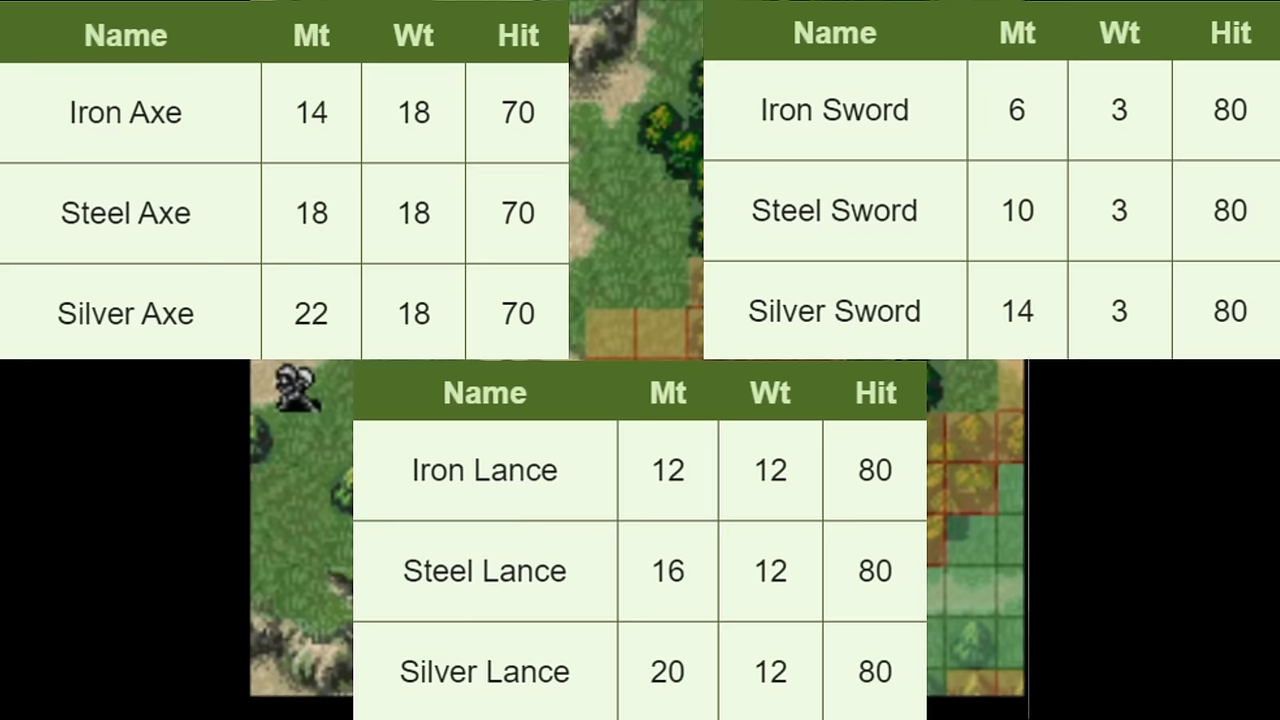 Name Mt Wt Hit
Iron Axe 14 18 70
Steel Axe 18 18 70
Silver Axe 22 18 70
Name Mt Wt Hit
Iron Sword 6 3 80
Steel Sword 10 3 80
Silver Sword 14 3 80
Name Mt Wt Hit
Iron Lance 12 12 80
Steel Lance 16 12 80
Silver Lance 20 12 80